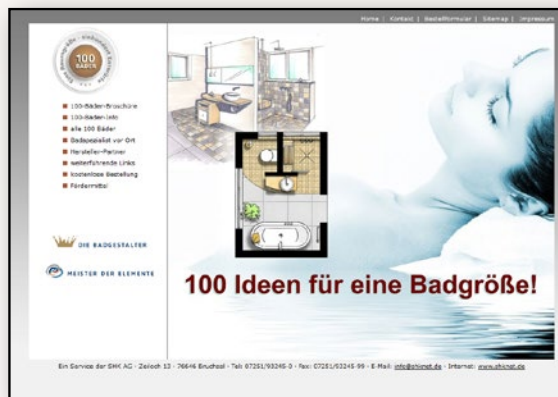 Home | Kontakt | Bestellformular | Sitemap | Impressum
100
BÄDER
100-Bäder-Broschüre
100-Bäder-Info
alle 100 Bäder
Badspezialist vor Ort
Hersteller-Partner
weiterführende Links
kostenlose Bestellung
Fördermittel
DIE BADGESTALTER
MEISTER DER ELEMENTE
100 Ideen für eine Badgröße!
Ein Service der SHK AG - Zeiloch 13 - 76646 Bruchsal - Tel: 07251/93245-0 - Fax: 07251/93245-99 - E-Mail: info@shknet.de - Internet: www.shknet.de